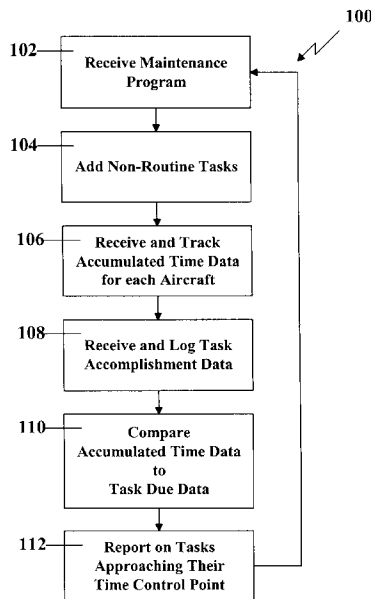 100
102
Receive Maintenance
Program
104
Add Non-Routine Tasks
106
Receive and Track
Accumulated Time Data
for each Aircraft
108
Receive and Log Task
Accomplishment Data
110
Compare
Accumulated Time Data
to
Task Due Data
112
Report on Tasks
Approaching Their
Time Control Point